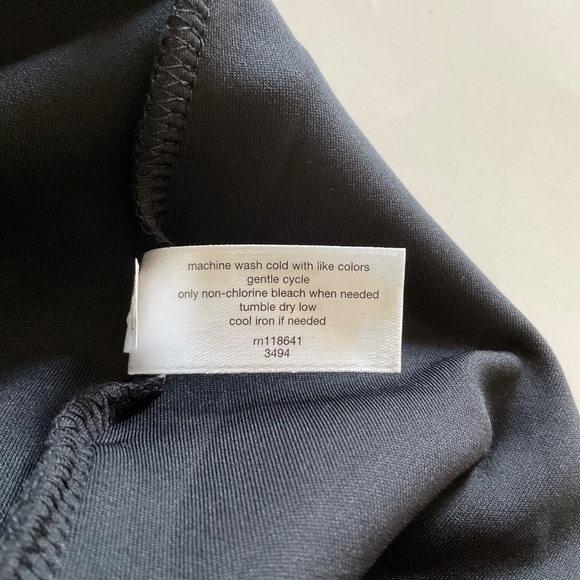 machine wash cold with like colors
gentle cycle
only non-chlorine bleach when needed
tumble dry low
cool iron if needed
rn118641
3494